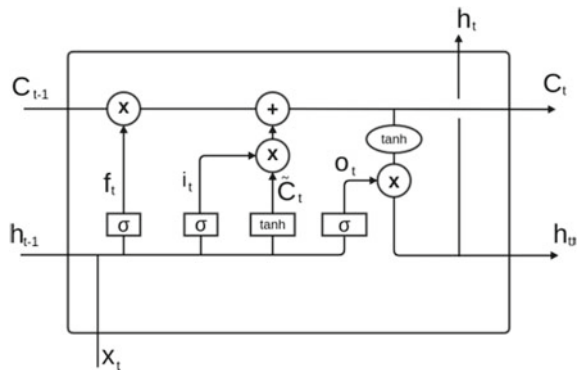 h t
C t-1
x
+
C t
tanh
x
f t
i t
C̃ t
o t
x
σ
σ
tanh
σ
h t-1
h
x t